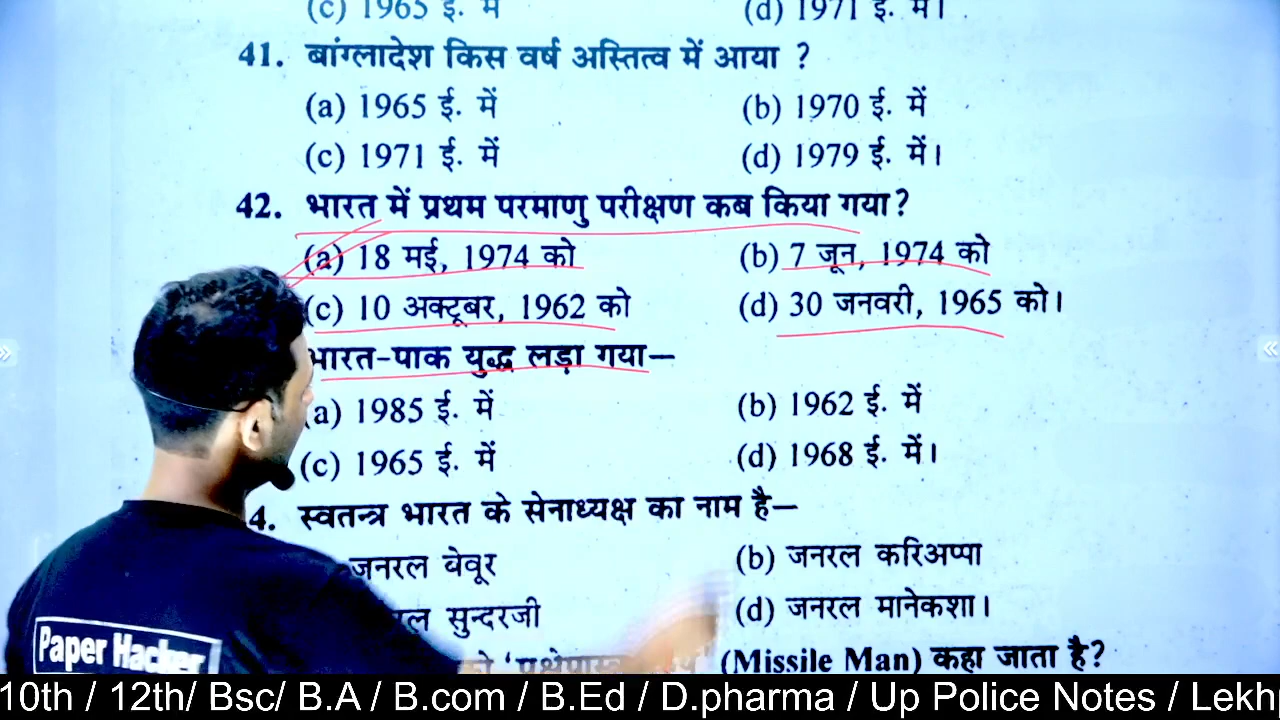 (c) 1965 ई. में (d) 1971 ई. में।
41. बांग्लादेश किस वर्ष अस्तित्व में आया ?
(a) 1965 ई. में (b) 1970 ई. में
(c) 1971 ई. में (d) 1979 ई. में।
42. भारत में प्रथम परमाणु परीक्षण कब किया गया?
(a) 18 मई, 1974 को (b) 7 जून, 1974 को
(c) 10 अक्टूबर, 1962 को (d) 30 जनवरी, 1965 को।
भारत-पाक युद्ध लड़ा गया—
(a) 1985 ई. में (b) 1962 ई. में
(c) 1965 ई. में (d) 1968 ई. में।
4. स्वतन्त्र भारत के सेनाध्यक्ष का नाम है—
जनरल बेवूर (b) जनरल करिअप्पा
सुन्दरजी (d) जनरल मानेकशा।
(Missile Man) कहा जाता है?
Paper Hacker
10th / 12th/ Bsc/ B.A / B.com / B.Ed / D.pharma / Up Police Notes / Lekh